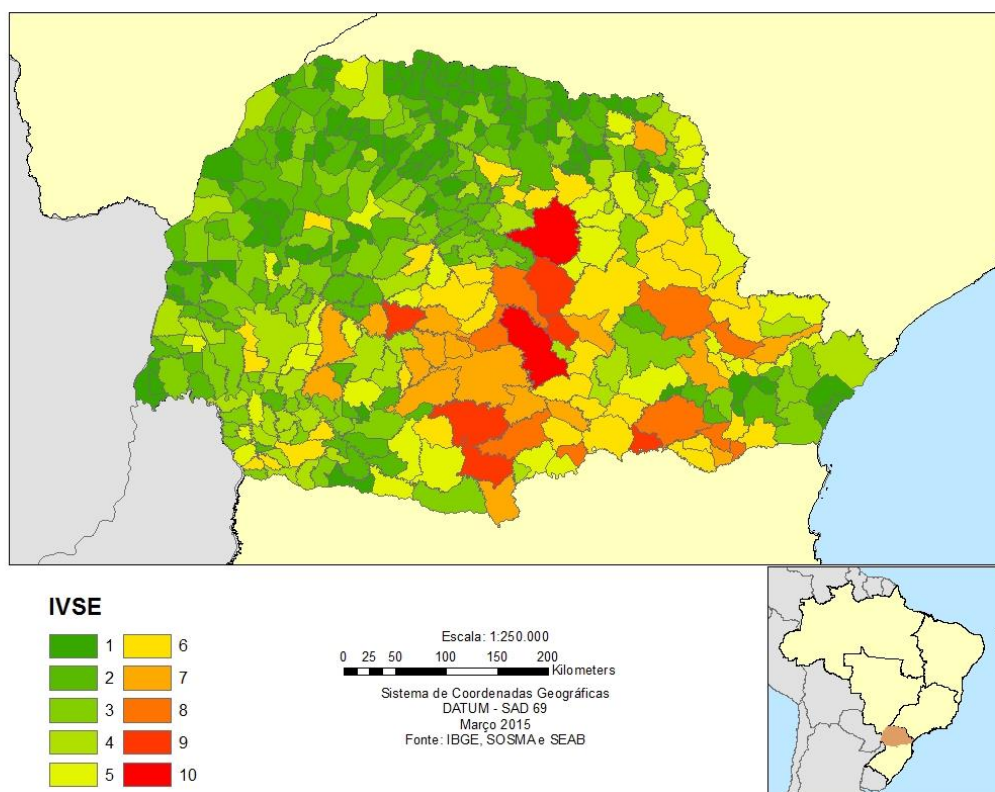 IVSE
1 6
2 7
3 8
4 9
5 10
Escala: 1:250.000
0 25 50 100 150 200
Kilometers
Sistema de Coordenadas Geográficas
DATUM - SAD 69
Março 2015
Fonte: IBGE, SOSMA e SEAB